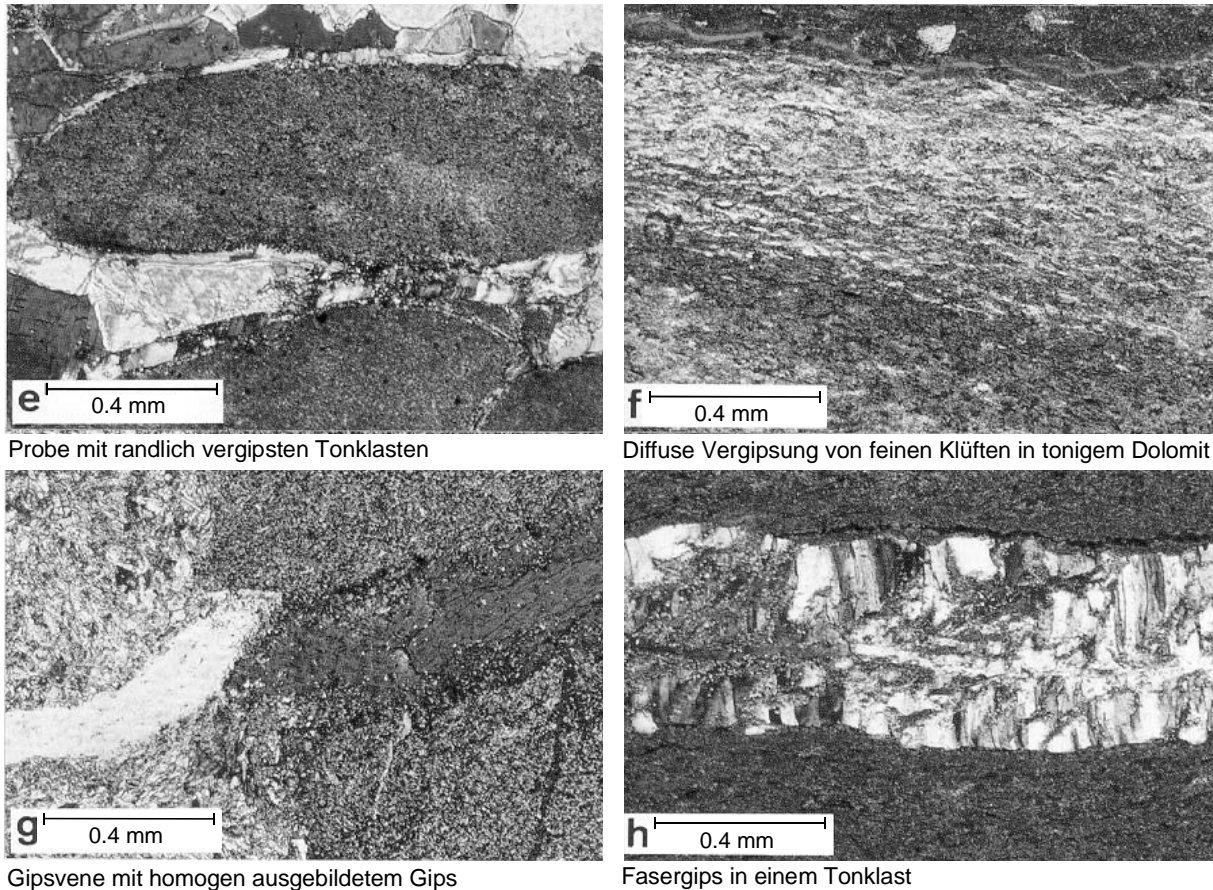 e
0.4 mm
Probe mit randlich vergipsten Tonklasten
f
0.4 mm
Diffuse Vergipsung von feinen Klüften in tonigem Dolomit
g
0.4 mm
Gipsvene mit homogen ausgebildetem Gips
h
0.4 mm
Fasergips in einem Tonklast